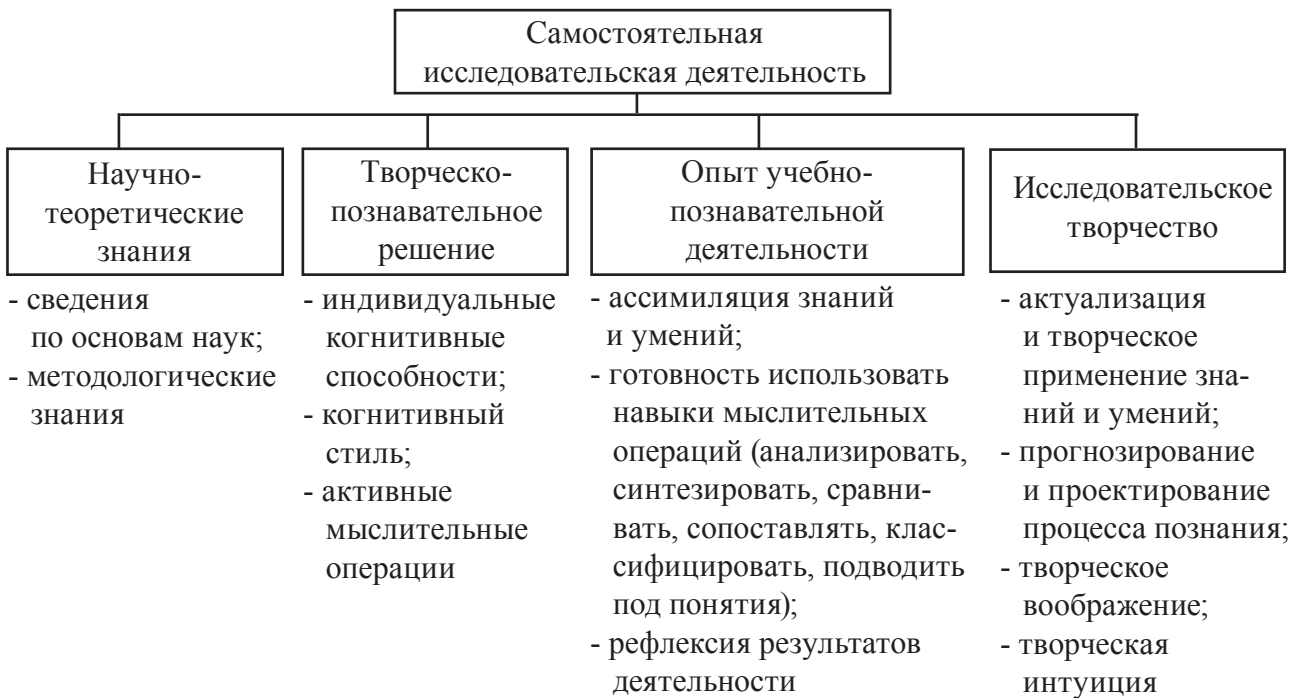 Самостоятельная
исследовательская деятельность
Научно-
теоретические
знания
- сведения
по основам наук;
- методологические
знания
Творческо-
познавательное
решение
- индивидуальные
когнитивные
способности;
- когнитивный
стиль;
- активные
мыслительные
операции
Опыт учебно-
познавательной
деятельности
- ассимиляция знаний
и умений;
- готовность использовать
навыки мыслительных
операций (анализировать,
синтезировать, сравни-
вать, сопоставлять, клас-
сифицировать, подводить
под понятия);
- рефлексия результатов
деятельности
Исследовательское
творчество
- актуализация
и творческое
применение зна-
ний и умений;
- прогнозирование
и проектирование
процесса познания;
- творческое
воображение;
- творческая
интуиция